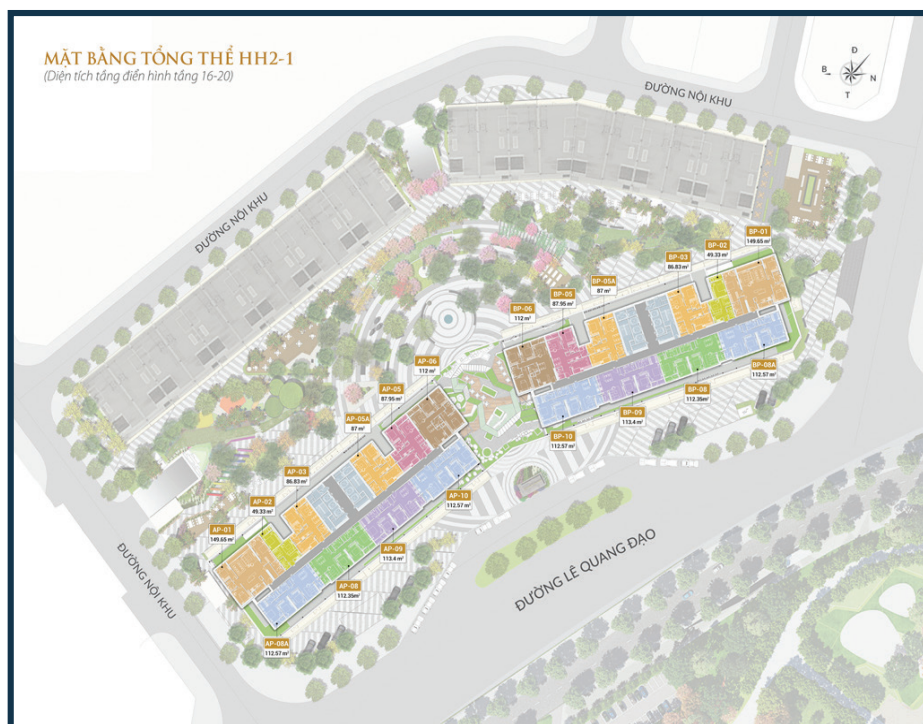 MẶT BẰNG TỔNG THỂ HH2-1
(Diện tích tầng điển hình tầng 16-20)
Đ
B
N
T
ĐƯỜNG NỘI KHU
ĐƯỜNG NỘI KHU
BP-01
149.65 m²
BP-02
49.33 m²
BP-03
86.83 m²
BP-05A
87 m²
BP-05
87.95 m²
BP-06
112 m²
AP-06
112 m²
BP-08A
112.57 m²
BP-08
112.35m²
AP-05
87.95 m²
BP-09
113.4 m²
AP-05A
87 m²
BP-10
112.57 m²
AP-03
86.83 m²
AP-10
112.57 m²
AP-02
49.33 m²
AP-01
149.65 m²
AP-09
113.4 m²
AP-08
112.35m²
AP-08A
112.57 m²
ĐƯỜNG NỘI KHU
ĐƯỜNG LÊ QUANG ĐẠO